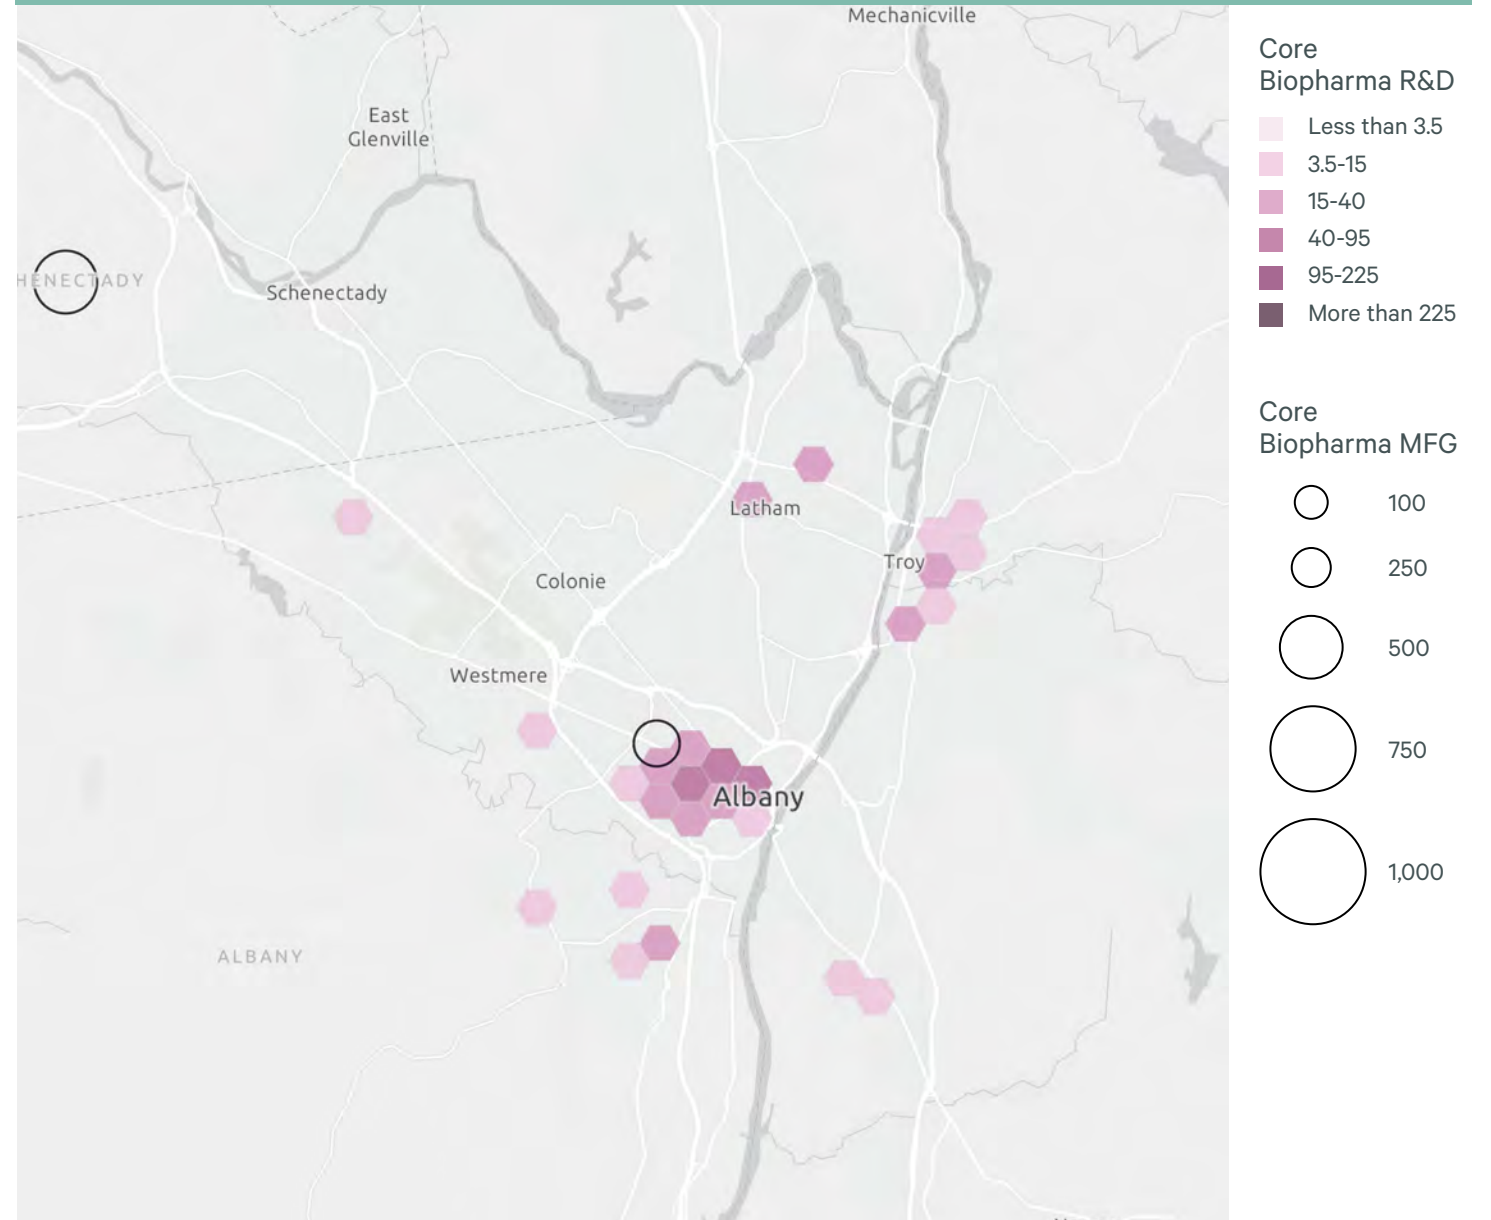 Mechanicville
East
Glenville
HENECTADY
Schenectady
Latham
Troy
Colonie
Westmere
Albany
ALBANY
Core
Biopharma R&D
Less than 3.5
3.5-15
15-40
40-95
95-225
More than 225
Core
Biopharma MFG
100
250
500
750
1,000